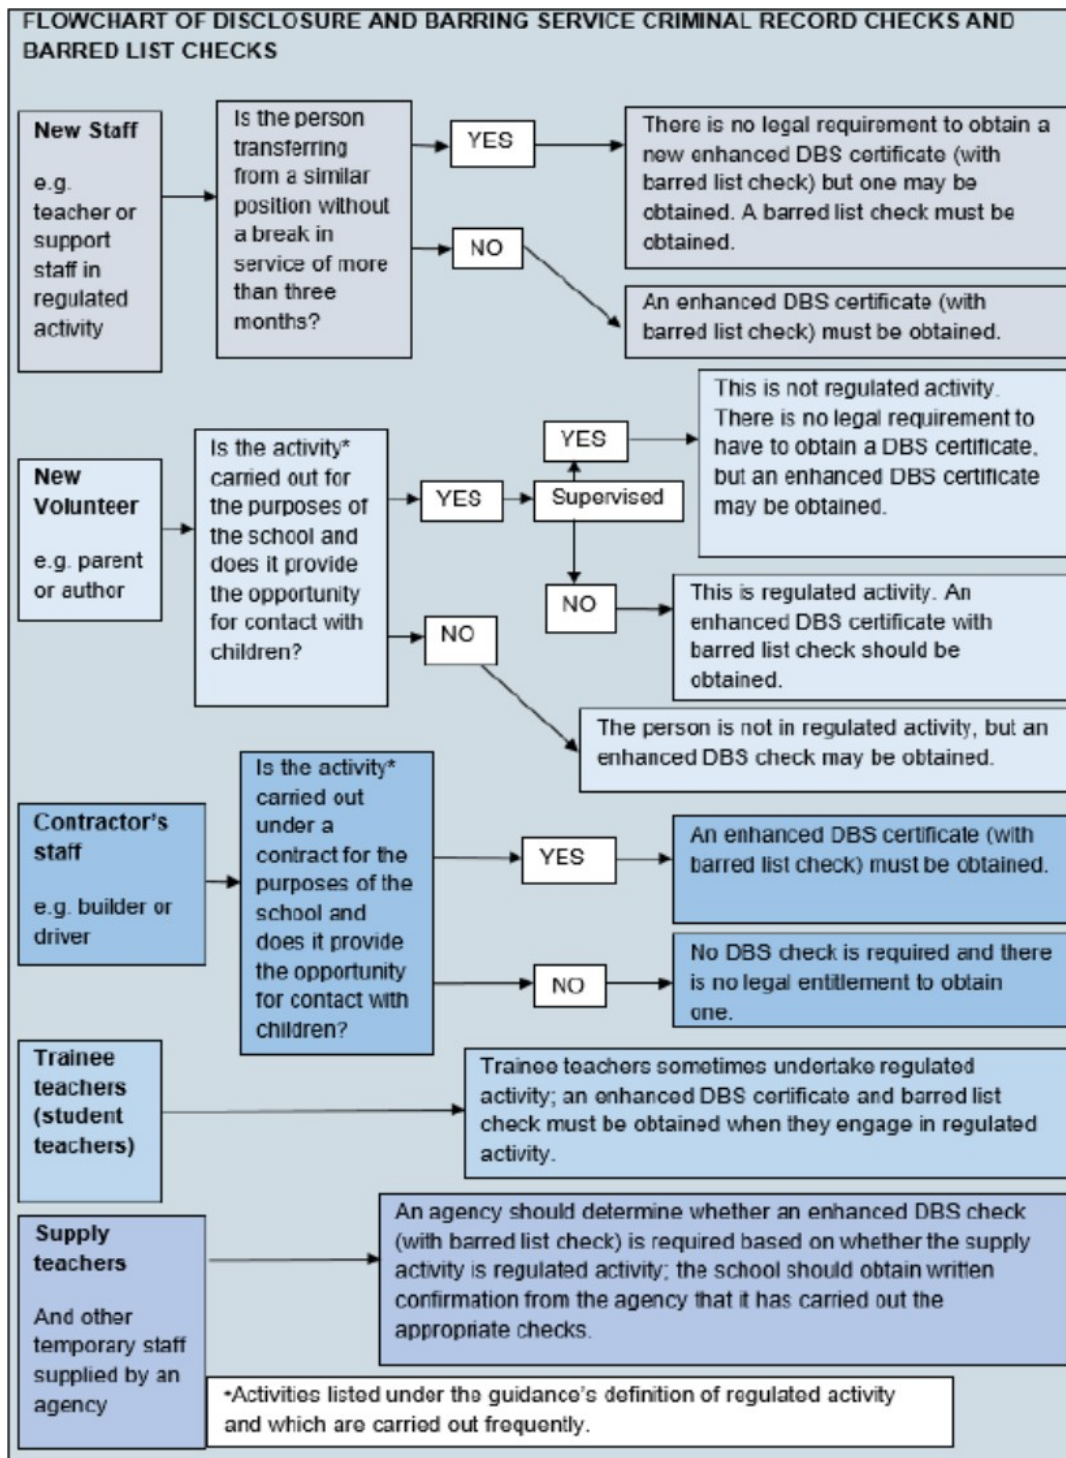 FLOWCHART OF DISCLOSURE AND BARRING SERVICE CRIMINAL RECORD CHECKS AND
BARRED LIST CHECKS
New Staff
e.g.
teacher or
support
staff in
regulated
activity
Is the person
transferring
from a similar
position without
a break in
service of more
than three
months?
YES
There is no legal requirement to obtain a
new enhanced DBS certificate (with
barred list check) but one may be
obtained. A barred list check must be
obtained.
NO
An enhanced DBS certificate (with
barred list check) must be obtained.
New
Volunteer
e.g. parent
or author
Is the activity*
carried out for
the purposes of
the school and
does it provide
the opportunity
for contact with
children?
YES
Supervised
YES
This is not regulated activity.
There is no legal requirement to
have to obtain a DBS certificate,
but an enhanced DBS certificate
may be obtained.
NO
This is regulated activity. An
enhanced DBS certificate with
barred list check should be
obtained.
NO
The person is not in regulated activity, but an
enhanced DBS check may be obtained.
Contractor's
staff
e.g. builder or
driver
Is the activity*
carried out
under a
contract for the
purposes of the
school and
does it provide
the opportunity
for contact with
children?
YES
An enhanced DBS certificate (with
barred list check) must be obtained.
NO
No DBS check is required and there
is no legal entitlement to obtain
one.
Trainee
teachers
(student
teachers)
Trainee teachers sometimes undertake regulated
activity; an enhanced DBS certificate and barred list
check must be obtained when they engage in regulated
activity.
Supply
teachers
And other
temporary staff
supplied by an
agency
An agency should determine whether an enhanced DBS check
(with barred list check) is required based on whether the supply
activity is regulated activity; the school should obtain written
confirmation from the agency that it has carried out the
appropriate checks.
*Activities listed under the guidance's definition of regulated activity
and which are carried out frequently.